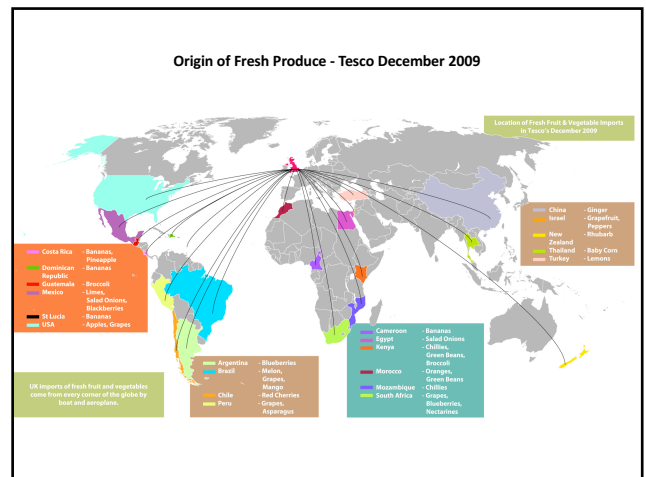 Origin of Fresh Produce - Tesco December 2009
Location of Fresh Fruit & Vegetable Imports
in Tesco's December 2009
China - Ginger
Israel - Grapefruit,
Peppers
New - Rhubarb
Zealand
Thailand - Baby Corn
Turkey - Lemons
Costa Rica - Bananas,
Pineapple
Dominican - Bananas
Republic
Guatemala - Broccoli
Mexico - Limes,
Salad Onions,
Blackberries
St Lucia - Bananas
USA - Apples, Grapes
Cameroon - Bananas
Egypt - Salad Onions
Kenya - Chillies,
Green Beans,
Broccoli
Morocco - Oranges,
Green Beans
Mozambique - Chillies
South Africa - Grapes,
Blueberries,
Nectarines
Argentina - Blueberries
Brazil - Melon,
Grapes,
Mango
Chile - Red Cherries
Peru - Grapes,
Asparagus
UK Imports of fresh fruit and vegetables
come from every corner of the globe by
boat and aeroplane.